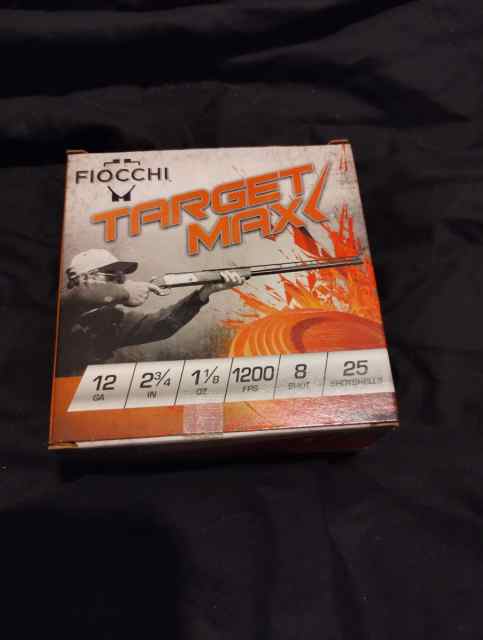 FIOCCHI
TARGET
MAX
12 2¾ 1⅛ 1200 8 25
GA IN OZ FPS SHOT SHOTSHELLS